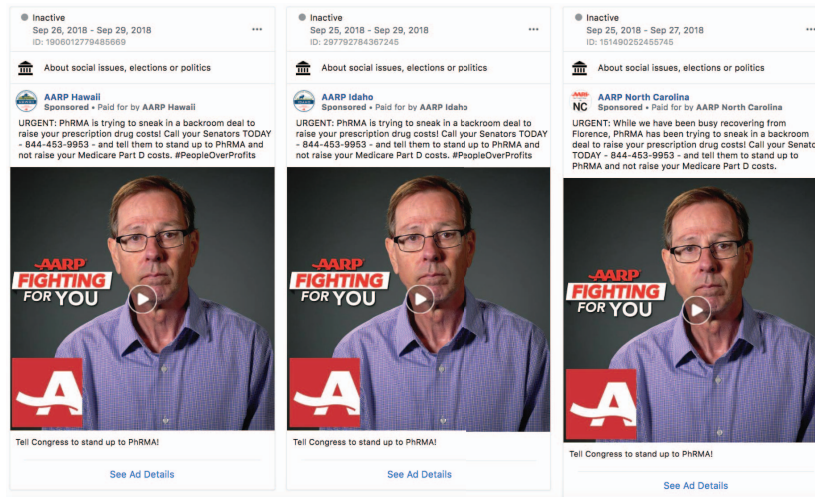 Inactive
Sep 26, 2018 - Sep 29, 2018
ID: 1906012779485669
About social issues, elections or politics
AARP Hawaii
Sponsored • Paid for by AARP Hawaii
URGENT: PhRMA is trying to sneak in a backroom deal to
raise your prescription drug costs! Call your Senators TODAY
- 844-453-9953 - and tell them to stand up to PhRMA and
not raise your Medicare Part D costs. #PeopleOverProfits
AARP
FIGHTING
FOR YOU
Tell Congress to stand up to PhRMA!
See Ad Details
Inactive
Sep 25, 2018 - Sep 29, 2018
ID: 297792784367245
About social issues, elections or politics
AARP Idaho
Sponsored • Paid for by AARP Idaho
URGENT: PhRMA is trying to sneak in a backroom deal to
raise your prescription drug costs! Call your Senators TODAY
- 844-453-9953 - and tell them to stand up to PhRMA and
not raise your Medicare Part D costs. #PeopleOverProfits
AARP
FIGHTING
FOR YOU
Tell Congress to stand up to PhRMA!
See Ad Details
Inactive
Sep 25, 2018 - Sep 27, 2018
ID: 151490252455745
About social issues, elections or politics
AARP
NC
AARP North Carolina
Sponsored • Paid for by AARP North Carolina
URGENT: While we have been busy recovering from
Florence, PhRMA has been trying to sneak in a backroom
deal to raise your prescription drug costs! Call your Senato
TODAY - 844-453-9953 - and tell them to stand up to
PhRMA and not raise your Medicare Part D costs.
AARP
FIGHTING
FOR YOU
Tell Congress to stand up to PhRMA!
See Ad Details